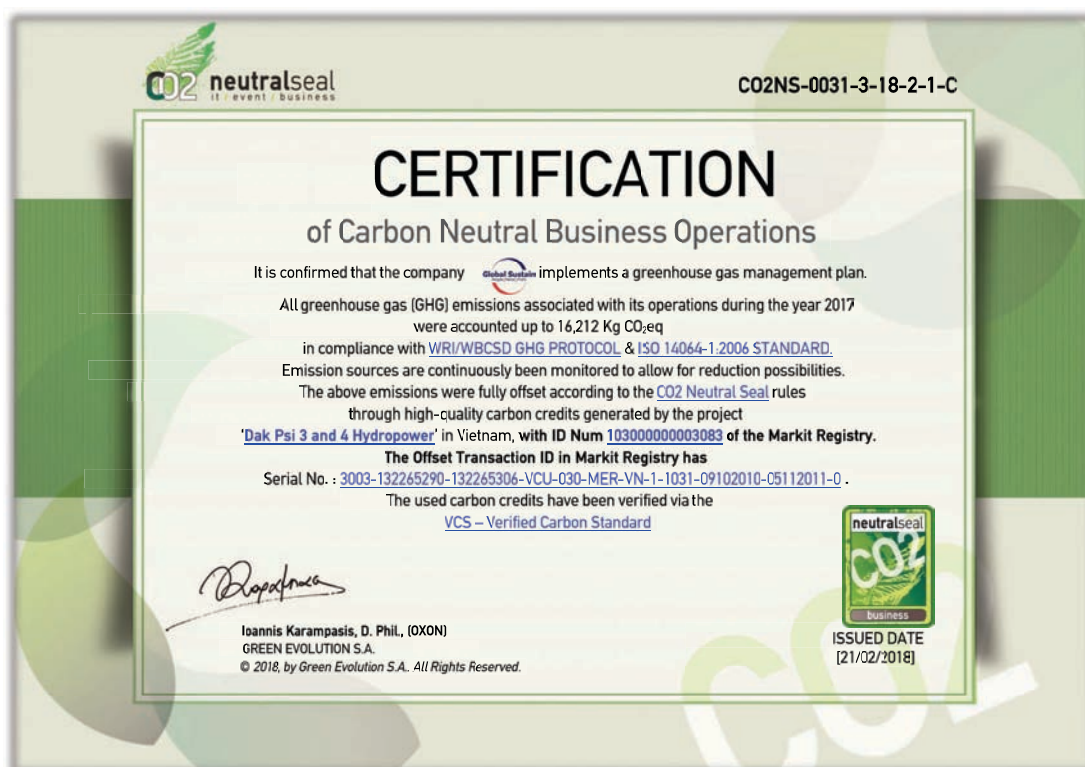 CO2 neutralseal
it / event / business
CO2NS-0031-3-18-2-1-C
CERTIFICATION
of Carbon Neutral Business Operations
It is confirmed that the company Global Sustain implements a greenhouse gas management plan.
All greenhouse gas (GHG) emissions associated with its operations during the year 2017
were accounted up to 16,212 Kg CO₂eq
in compliance with WRI/WBCSD GHG PROTOCOL & ISO 14064-1:2006 STANDARD.
Emission sources are continuously been monitored to allow for reduction possibilities.
The above emissions were fully offset according to the CO2 Neutral Seal rules
through high-quality carbon credits generated by the project
'Dak Psi 3 and 4 Hydropower' in Vietnam, with ID Num 103000000003083 of the Markit Registry.
The Offset Transaction ID in Markit Registry has
Serial No. : 3003-132265290-132265306-VCU-030-MER-VN-1-1031-09102010-05112011-0 .
The used carbon credits have been verified via the
VCS – Verified Carbon Standard
neutralseal
CO2
business
ISSUED DATE
[21/02/2018]
Ioannis Karampasis, D. Phil., (OXON)
GREEN EVOLUTION S.A.
© 2018, by Green Evolution S.A.. All Rights Reserved.
CO2